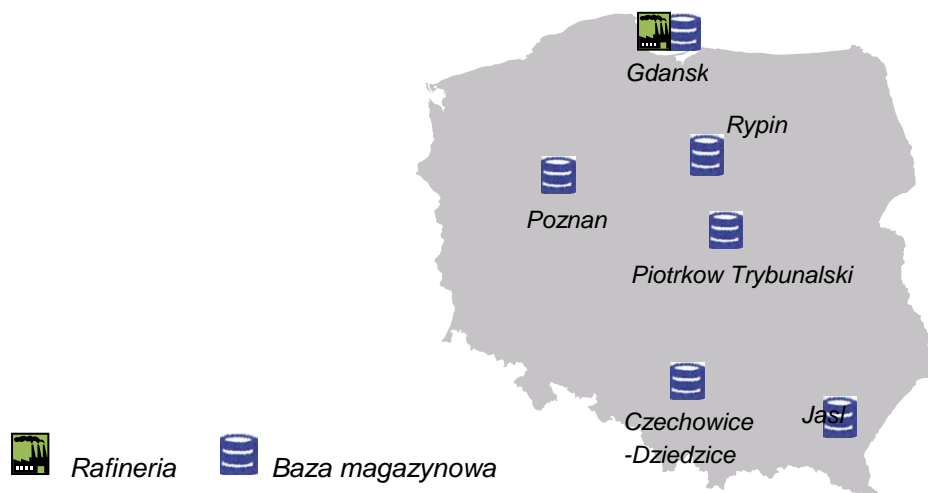 Gdansk
Rypin
Poznan
Piotrkow Trybunalski
Czechowice
-Dziedzice
Jasl
Rafineria
Baza magazynowa